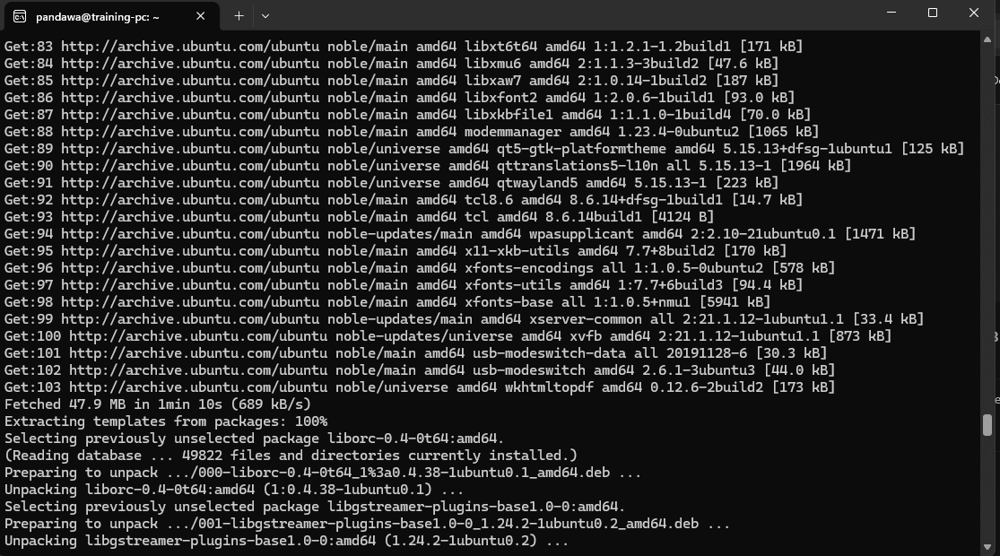 pandawa@training-pc: ~
Get:83 http://archive.ubuntu.com/ubuntu noble/main amd64 libxt6t64 amd64 1:1.2.1-1.2build1 [171 kB]
Get:84 http://archive.ubuntu.com/ubuntu noble/main amd64 libxmu6 amd64 2:1.1.3-3build2 [47.6 kB]
Get:85 http://archive.ubuntu.com/ubuntu noble/main amd64 libxaw7 amd64 2:1.0.14-1build2 [187 kB]
Get:86 http://archive.ubuntu.com/ubuntu noble/main amd64 libxfont2 amd64 1:2.0.6-1build1 [93.0 kB]
Get:87 http://archive.ubuntu.com/ubuntu noble/main amd64 libxkbfile1 amd64 1:1.1.0-1build4 [70.0 kB]
Get:88 http://archive.ubuntu.com/ubuntu noble/main amd64 modemmanager amd64 1.23.4-0ubuntu2 [1065 kB]
Get:89 http://archive.ubuntu.com/ubuntu noble/universe amd64 qt5-gtk-platformtheme amd64 5.15.13+dfsg-1ubuntu1 [125 kB]
Get:90 http://archive.ubuntu.com/ubuntu noble/universe amd64 qttranslations5-l10n all 5.15.13-1 [1964 kB]
Get:91 http://archive.ubuntu.com/ubuntu noble/universe amd64 qtwayland5 amd64 5.15.13-1 [223 kB]
Get:92 http://archive.ubuntu.com/ubuntu noble/main amd64 tcl8.6 amd64 8.6.14+dfsg-1build1 [14.7 kB]
Get:93 http://archive.ubuntu.com/ubuntu noble/main amd64 tcl amd64 8.6.14build1 [4124 B]
Get:94 http://archive.ubuntu.com/ubuntu noble-updates/main amd64 wpasupplicant amd64 2:2.10-21ubuntu0.1 [1471 kB]
Get:95 http://archive.ubuntu.com/ubuntu noble/main amd64 x11-xkb-utils amd64 7.7+8build2 [170 kB]
Get:96 http://archive.ubuntu.com/ubuntu noble/main amd64 xfonts-encodings all 1:1.0.5-0ubuntu2 [578 kB]
Get:97 http://archive.ubuntu.com/ubuntu noble/main amd64 xfonts-utils amd64 1:7.7+6build3 [94.4 kB]
Get:98 http://archive.ubuntu.com/ubuntu noble/main amd64 xfonts-base all 1:1.0.5+nmu1 [5941 kB]
Get:99 http://archive.ubuntu.com/ubuntu noble-updates/main amd64 xserver-common all 2:21.1.12-1ubuntu1.1 [33.4 kB]
Get:100 http://archive.ubuntu.com/ubuntu noble-updates/universe amd64 xvfb amd64 2:21.1.12-1ubuntu1.1 [873 kB]
Get:101 http://archive.ubuntu.com/ubuntu noble/main amd64 usb-modeswitch-data all 20191128-6 [30.3 kB]
Get:102 http://archive.ubuntu.com/ubuntu noble/main amd64 usb-modeswitch amd64 2.6.1-3ubuntu3 [44.0 kB]
Get:103 http://archive.ubuntu.com/ubuntu noble/universe amd64 wkhtmltopdf amd64 0.12.6-2build2 [173 kB]
Fetched 47.9 MB in 1min 10s (689 kB/s)
Extracting templates from packages: 100%
Selecting previously unselected package liborc-0.4-0t64:amd64.
(Reading database ... 49822 files and directories currently installed.)
Preparing to unpack .../000-liborc-0.4-0t64_1%3a0.4.38-1ubuntu0.1_amd64.deb ...
Unpacking liborc-0.4-0t64:amd64 (1:0.4.38-1ubuntu0.1) ...
Selecting previously unselected package libgstreamer-plugins-base1.0-0:amd64.
Preparing to unpack .../001-libgstreamer-plugins-base1.0-0_1.24.2-1ubuntu0.2_amd64.deb ...
Unpacking libgstreamer-plugins-base1.0-0:amd64 (1.24.2-1ubuntu0.2) ...